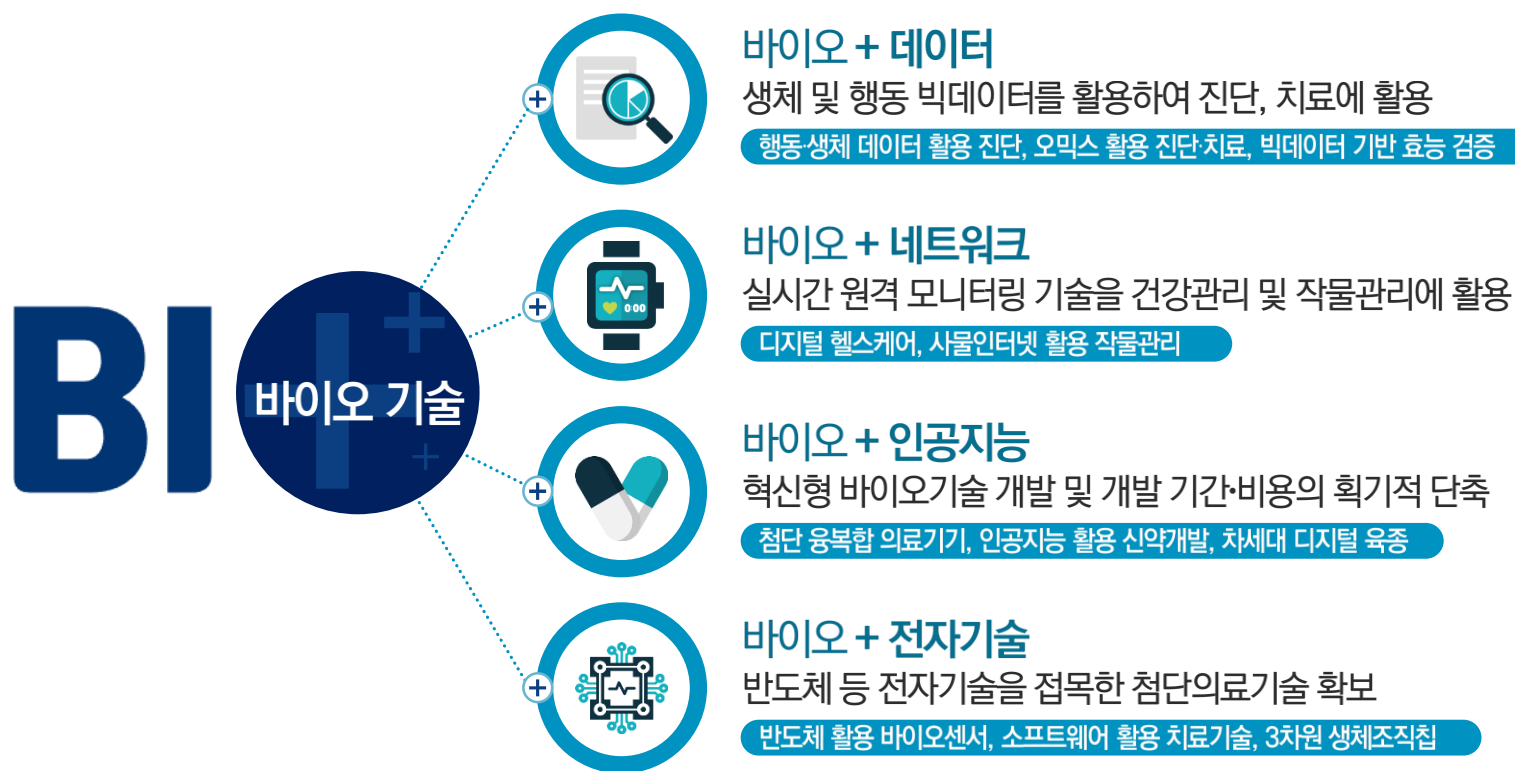 BI
바이오 기술
바이오 + 데이터
생체 및 행동 빅데이터를 활용하여 진단, 치료에 활용
행동·생체 데이터 활용 진단, 오믹스 활용 진단·치료, 빅데이터 기반 효능 검증
바이오 + 네트워크
실시간 원격 모니터링 기술을 건강관리 및 작물관리에 활용
0:00
디지털 헬스케어, 사물인터넷 활용 작물관리
바이오 + 인공지능
혁신형 바이오기술 개발 및 개발 기간·비용의 획기적 단축
첨단 융복합 의료기기, 인공지능 활용 신약개발, 차세대 디지털 육종
바이오 + 전자기술
반도체 등 전자기술을 접목한 첨단의료기술 확보
반도체 활용 바이오센서, 소프트웨어 활용 치료기술, 3차원 생체조직칩